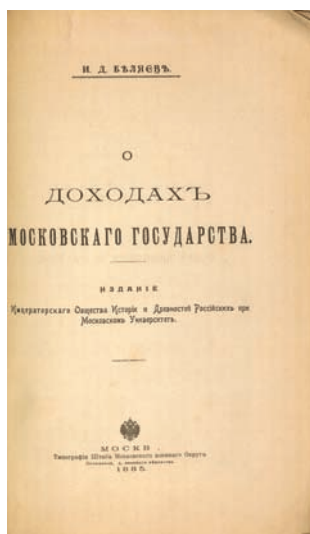 И. Д. БѢЛЯЕВЪ.
О
ДОХОДАХЪ
МОСКОВСКАГО ГОСУДАРСТВА.
ИЗДАНІЕ
Императорскаго Общества Исторіи и Древностей Россійскихъ при
Московскомъ Университетѣ.
МОСКВ .
Типографія Штаба Московскаго военнаго Округа
1885.